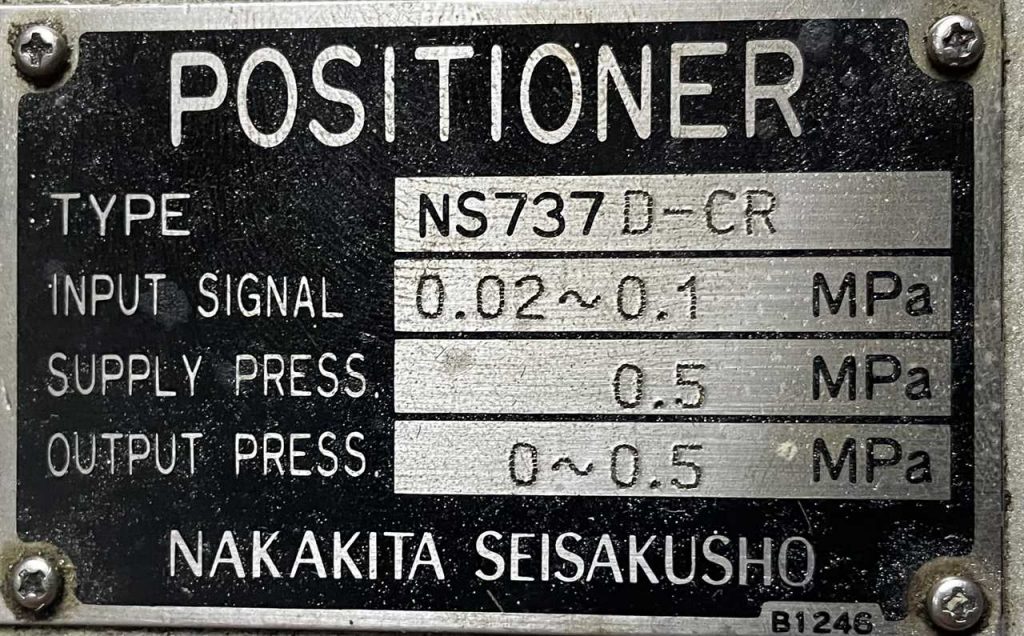 POSITIONER
TYPE NS737D-CR
INPUT SIGNAL 0.02~0.1 MPa
SUPPLY PRESS. 0.5 MPa
OUTPUT PRESS. 0~0.5 MPa
NAKAKITA SEISAKUSHO
B1246